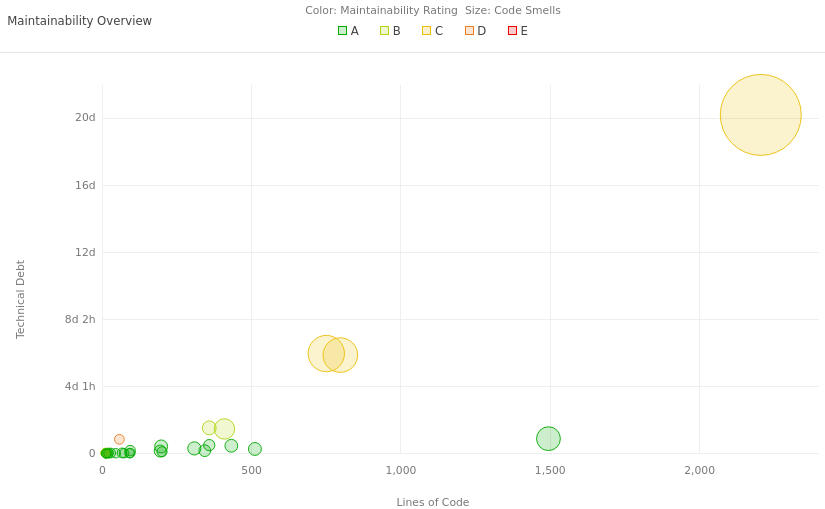 Color: Maintainability Rating  Size: Code Smells
Maintainability Overview
A B C D E
20d
16d
12d
8d 2h
4d 1h
0
Technical Debt
0 500 1,000 1,500 2,000
Lines of Code